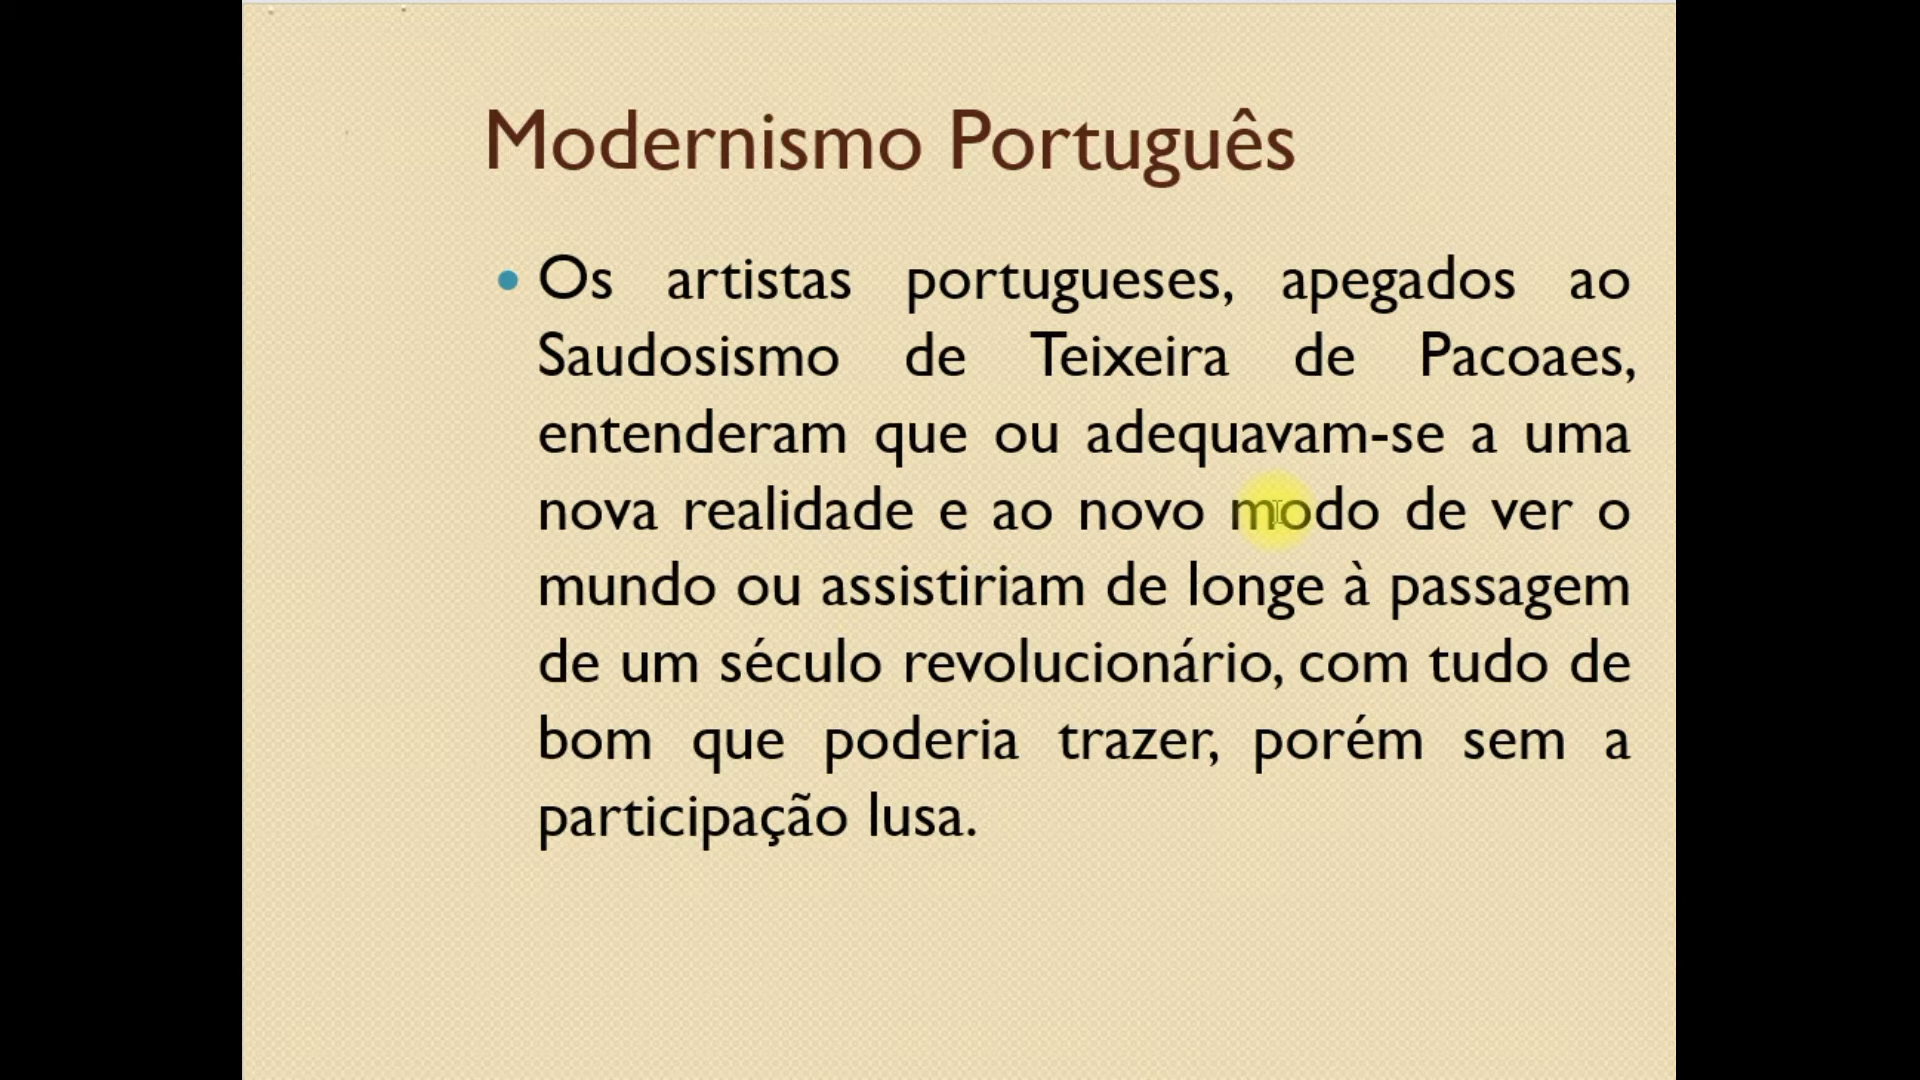 Modernismo Português
• Os artistas portugueses, apegados ao
Saudosismo de Teixeira de Pacoaes,
entenderam que ou adequavam-se a uma
nova realidade e ao novo modo de ver o
mundo ou assistiriam de longe à passagem
de um século revolucionário, com tudo de
bom que poderia trazer, porém sem a
participação lusa.